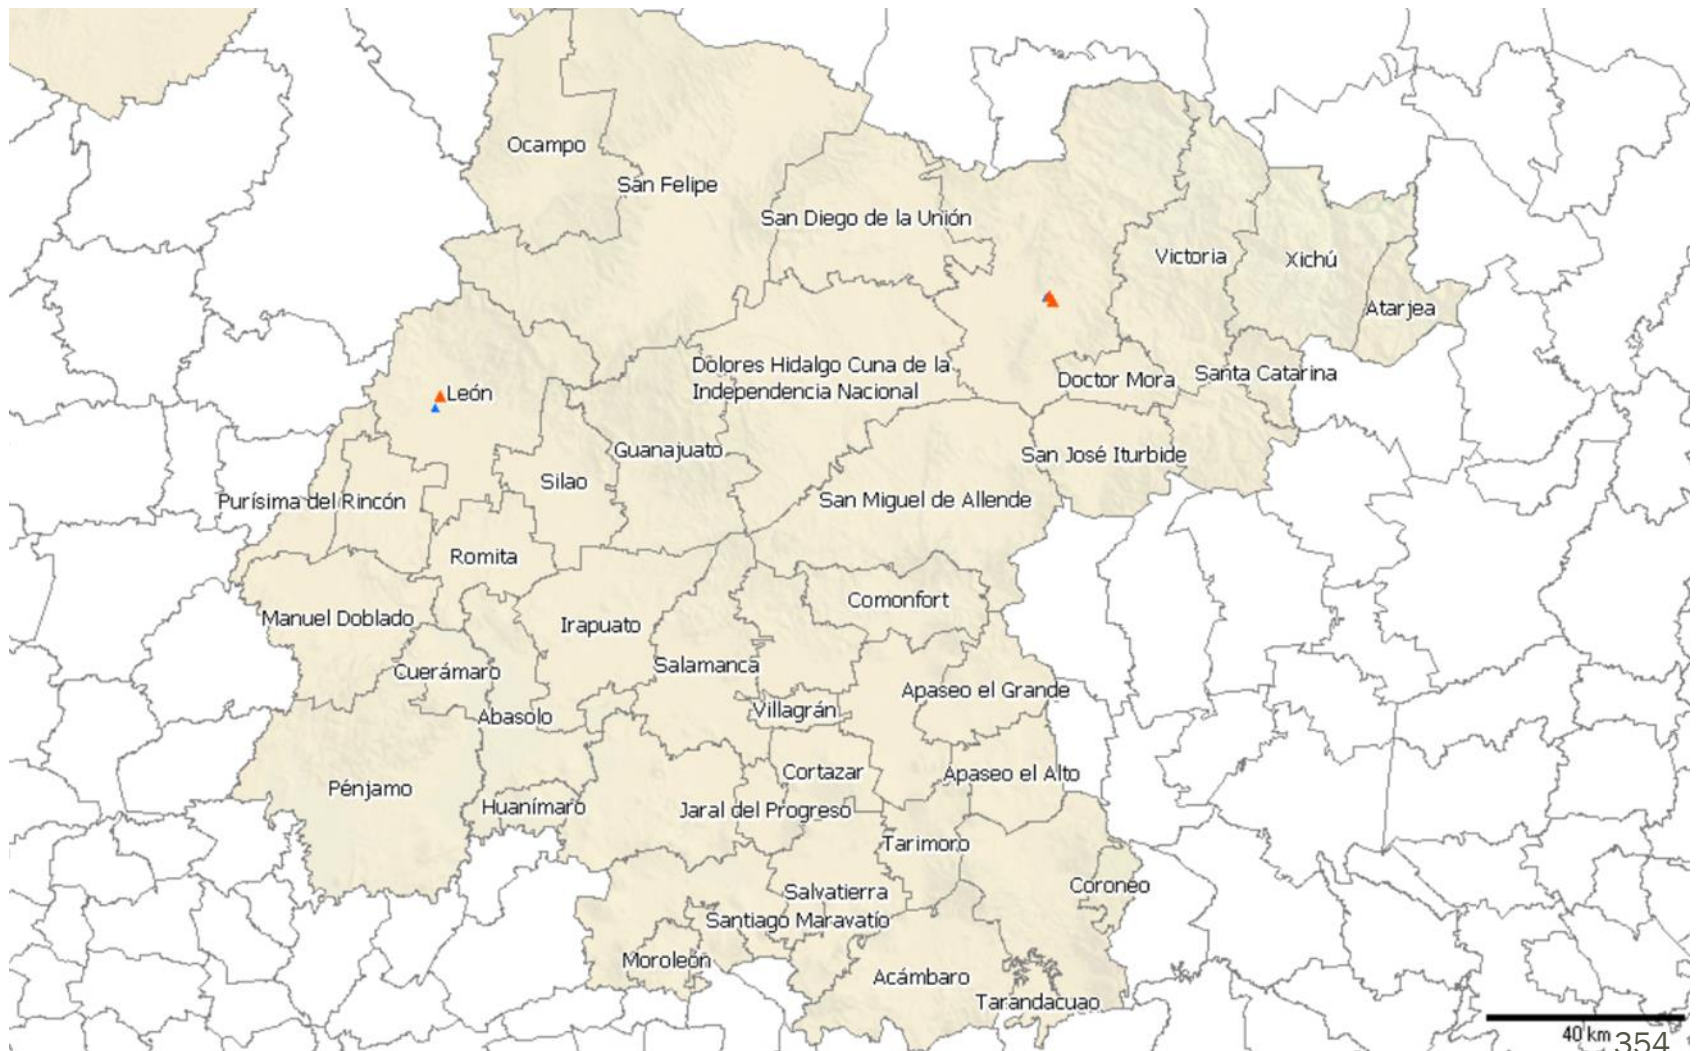 Ocampo
San Felipe
San Diego de la Unión
Victoria
Xichú
Atarjea
Dolores Hidalgo Cuna de la
Independencia Nacional
Doctor Mora
Santa Catarina
León
Guanajuato
San José Iturbide
Silao
Purísima del Rincón
San Miguel de Allende
Romita
Comonfort
Manuel Doblado
Irapuato
Salamanca
Cuerámaro
Apaseo el Grande
Villagrán
Abasolo
Cortazar
Apaseo el Alto
Pénjamo
Huanímaro
Jaral del Progreso
Tarimoro
Coroneo
Salvatierra
Santiago Maravatío
Moroleón
Acámbaro
Tarandacuao
40 km
354